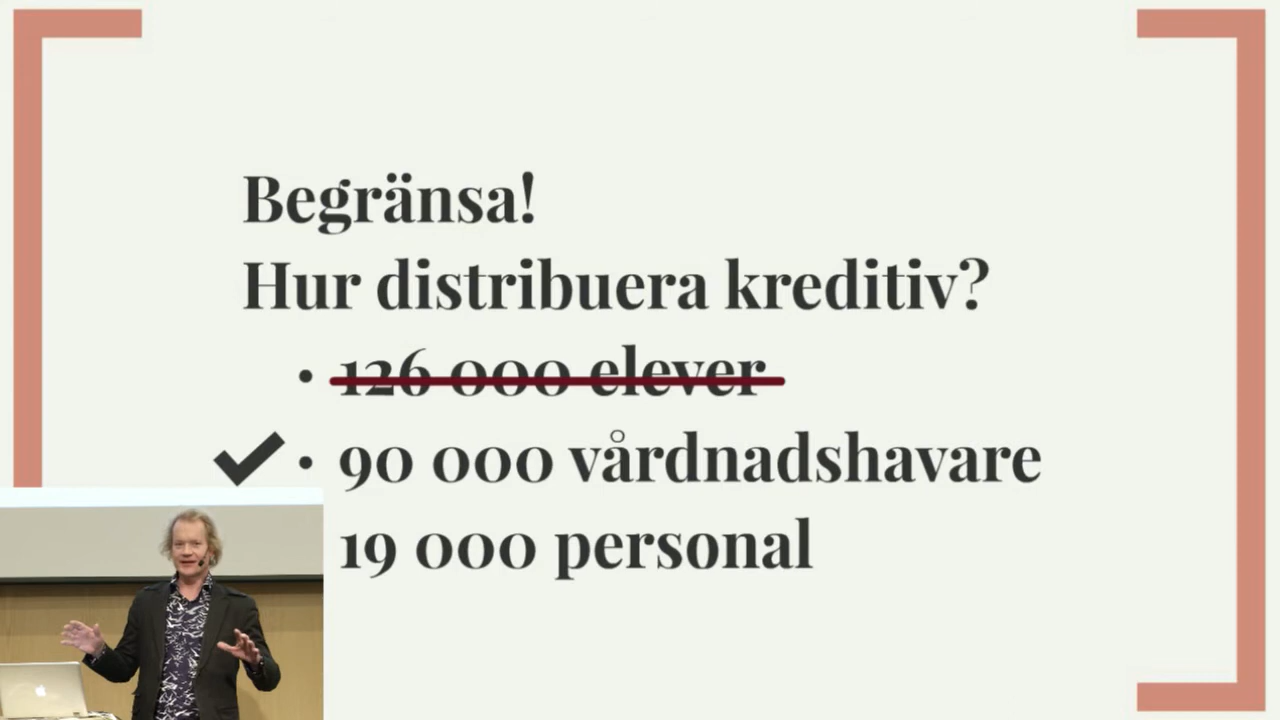 Begränsa!
Hur distribuera kreditiv?
• 126 000 elever
• 90 000 vårdnadshavare
19 000 personal